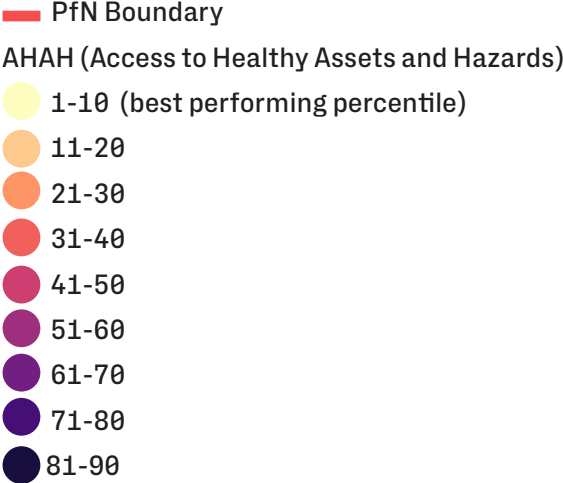 PfN Boundary
AHAH (Access to Healthy Assets and Hazards)
1-10 (best performing percentile)
11-20
21-30
31-40
41-50
51-60
61-70
71-80
81-90